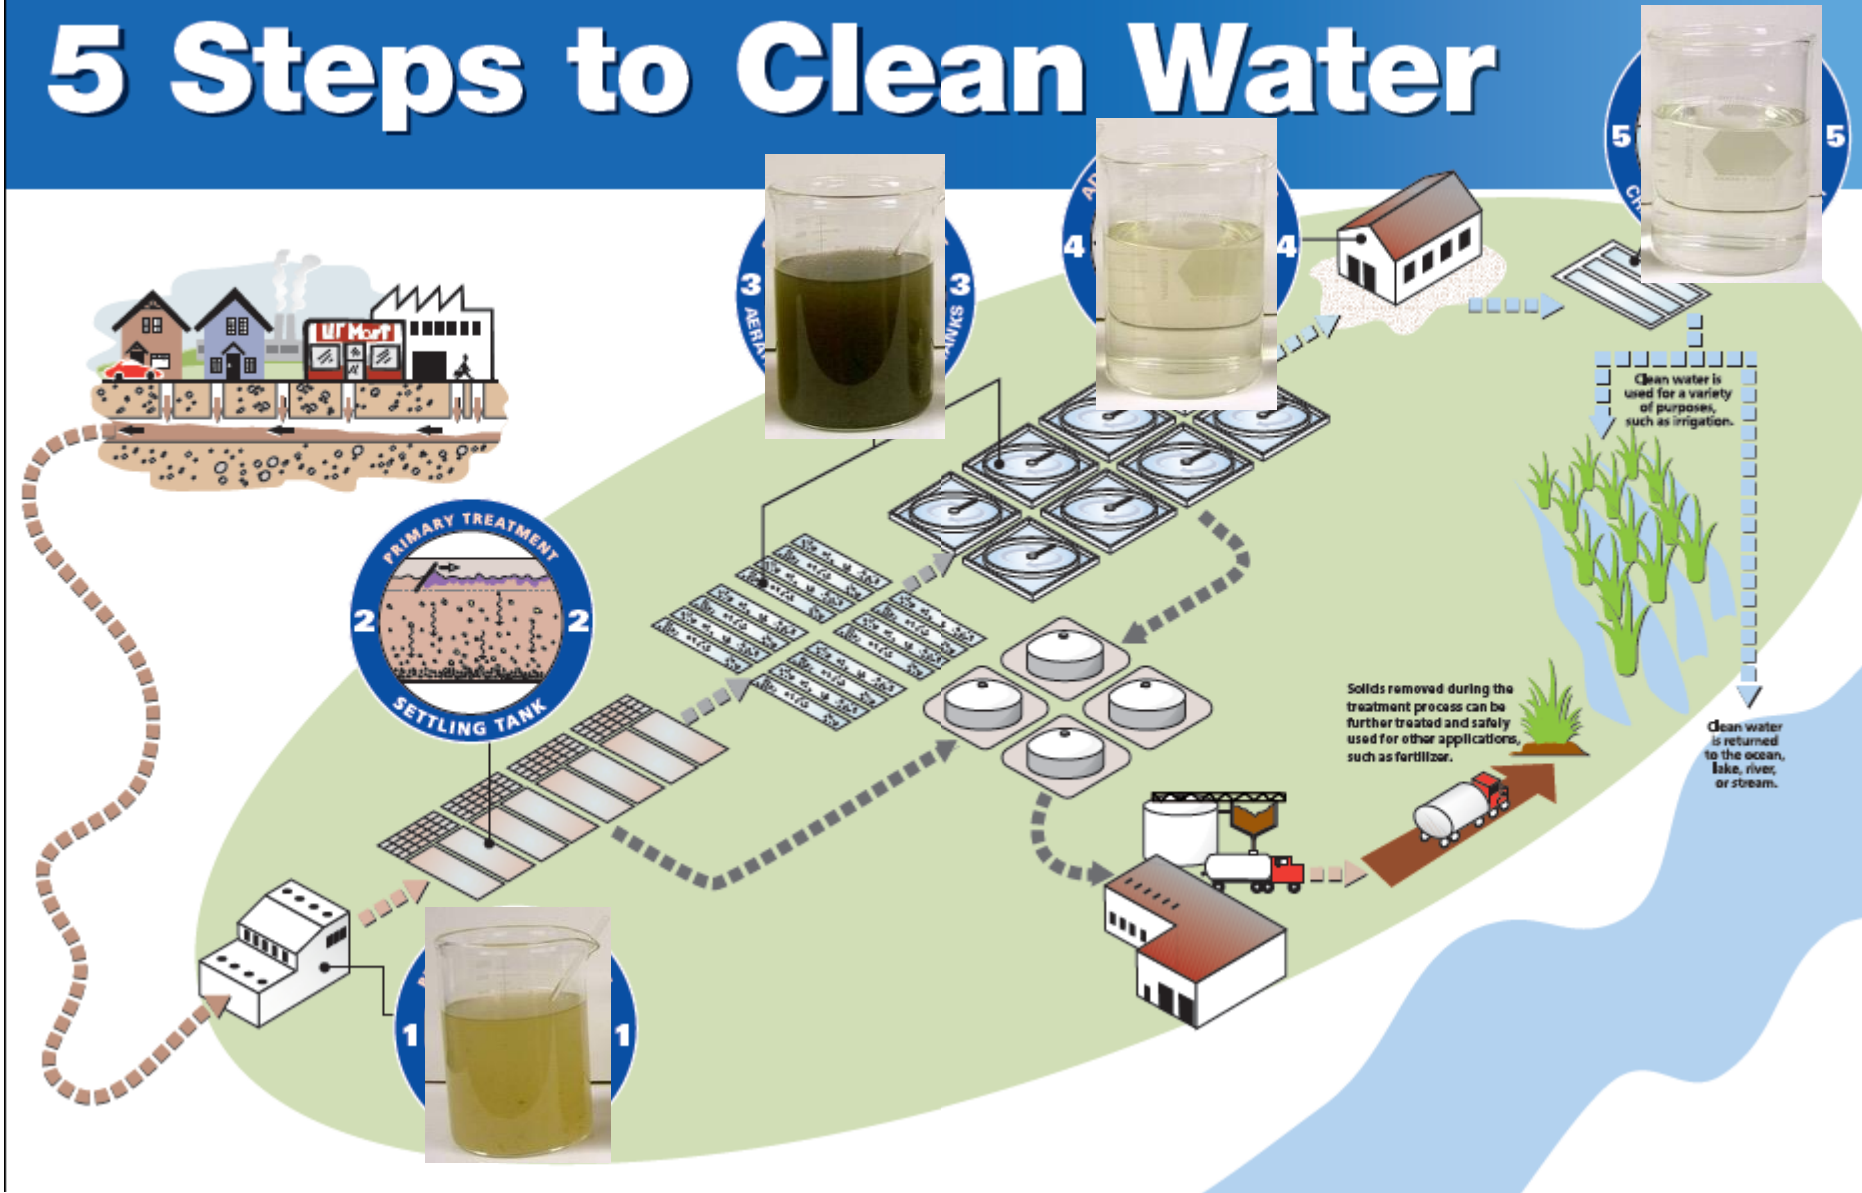 5 Steps to Clean Water
Ur Mart
PRIMARY TREATMENT
2 2
SETTLING TANK
1 1
3 3
4 4
5 5
Clean water is
used for a variety
of purposes,
such as irrigation.
Solids removed during the
treatment process can be
further treated and safely
used for other applications,
such as fertilizer.
Clean water
is returned
to the ocean,
lake, river,
or stream.